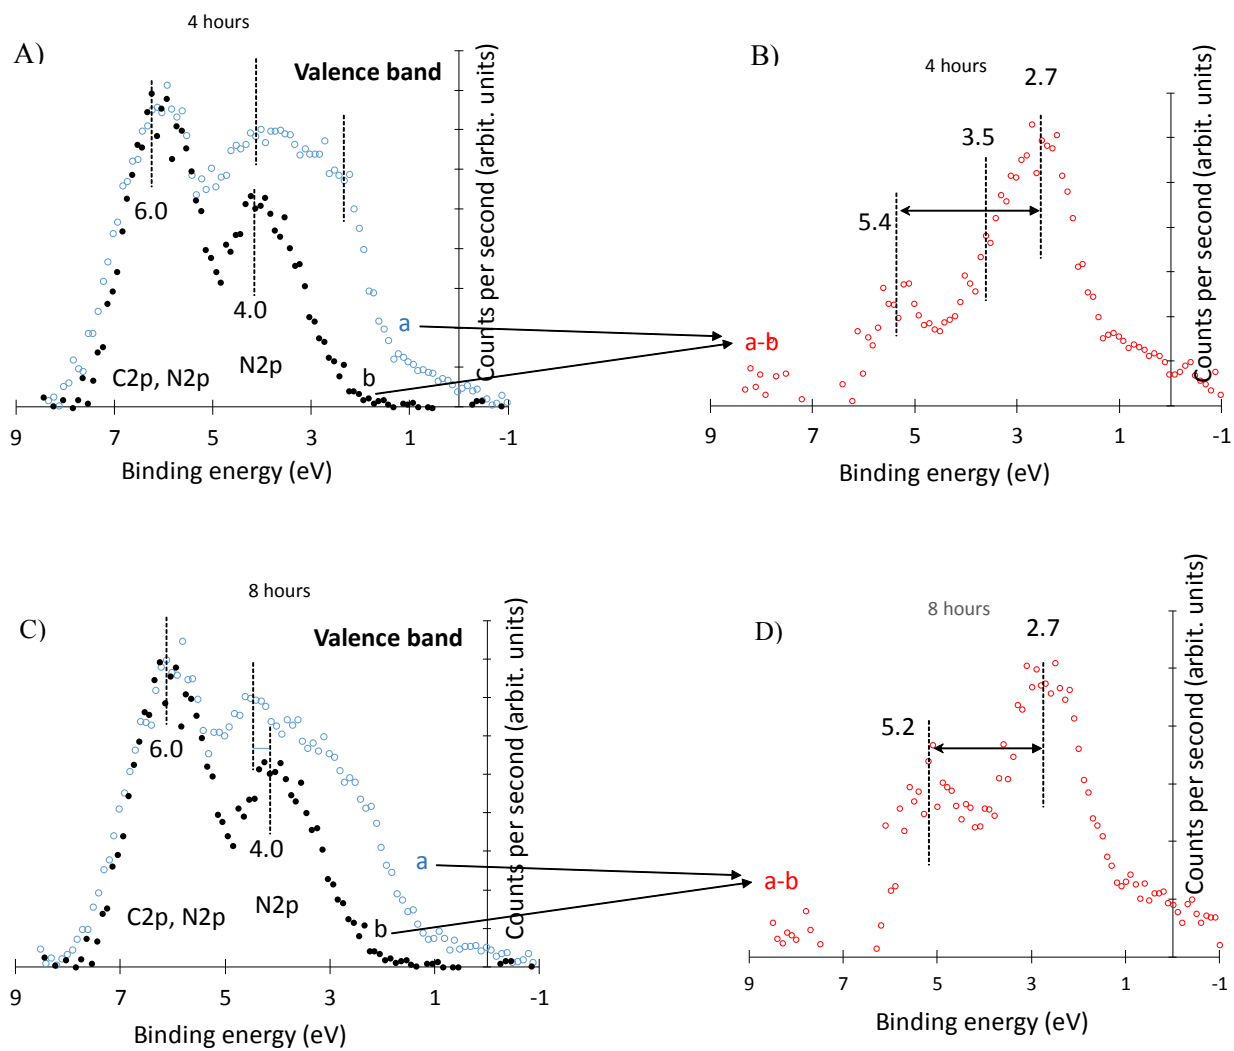 4 hours
A)
Valence band
Counts per second (arbit. units)
6.0
4.0
a
N2p
C2p, N2p
b
9 7 5 3 1 -1
Binding energy (eV)
B)
4 hours
2.7
3.5
5.4
Counts per second (arbit. units)
a-b
9 7 5 3 1 -1
Binding energy (eV)
8 hours
C)
Valence band
Counts per second (arbit. units)
6.0
4.0
a
N2p
C2p, N2p
b
9 7 5 3 1 -1
Binding energy (eV)
8 hours
D)
2.7
5.2
Counts per second (arbit. units)
a-b
9 7 5 3 1 -1
Binding energy (eV)